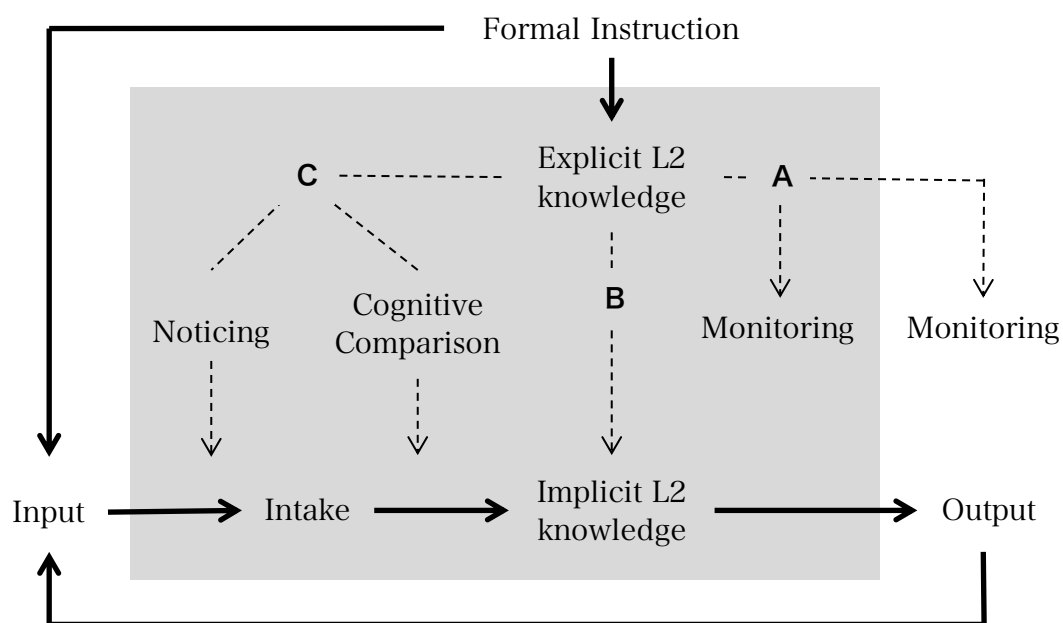 Formal Instruction
Explicit L2
knowledge
C
A
B
Noticing
Cognitive
Comparison
Monitoring
Monitoring
Input
Intake
Implicit L2
knowledge
Output